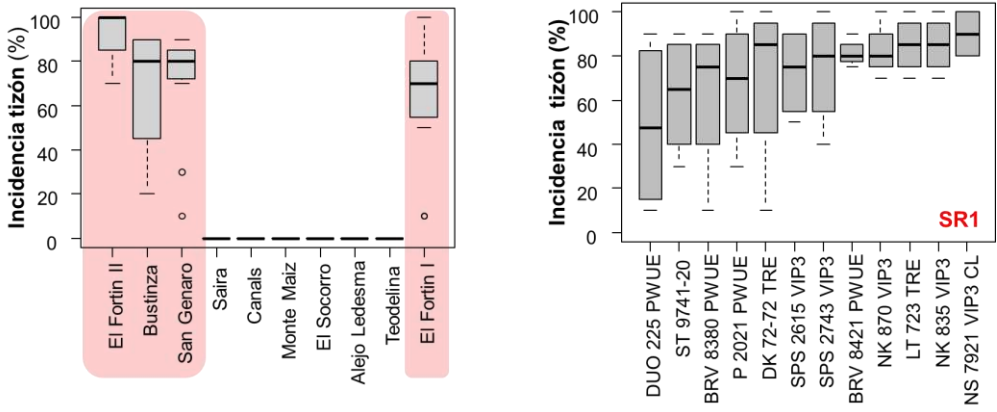 Incidencia tizón (%)
100
80
60
40
20
0
El Fortin II
Bustinza
San Genaro
Saira
Canals
Monte Maiz
El Socorro
Alejo Ledesma
Teodelina
El Fortin I
Incidencia tizón (%)
100
80
60
40
20
0
SR1
DUO 225 PWUE
ST 9741-20
BRV 8380 PWUE
P 2021 PWUE
DK 72-72 TRE
SPS 2615 VIP3
SPS 2743 VIP3
BRV 8421 PWUE
NK 870 VIP3
LT 723 TRE
NK 835 VIP3
NS 7921 VIP3 CL